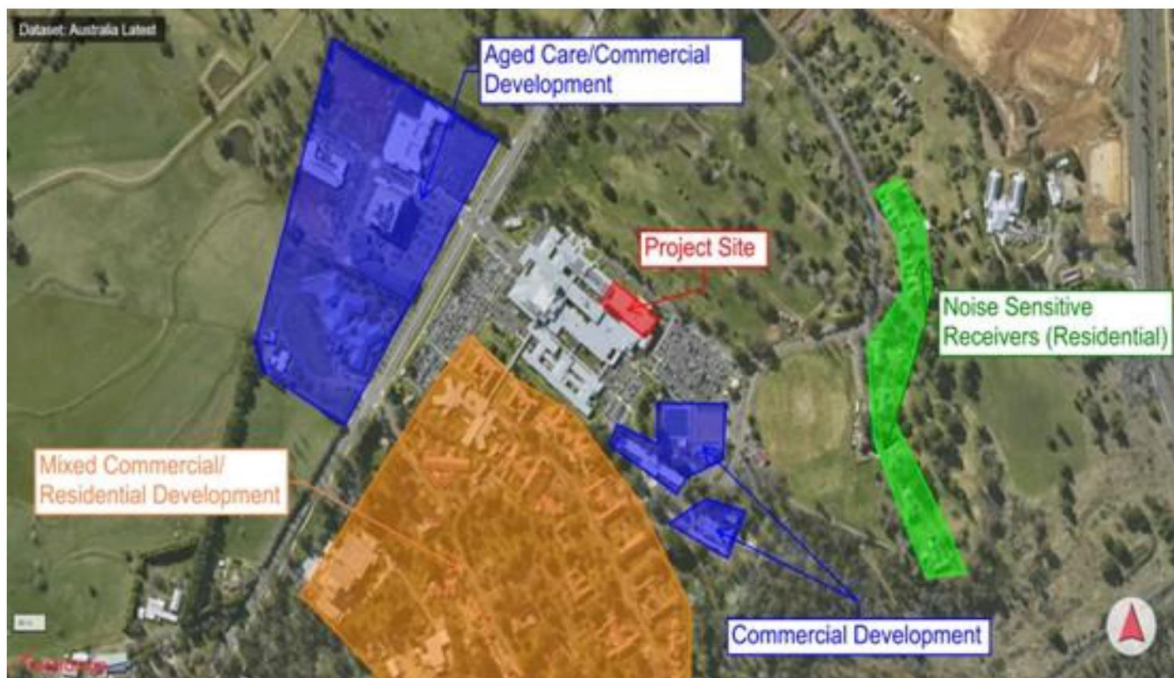 Dataset: Australia Latest
Aged Care/Commercial
Development
Project Site
Noise Sensitive
Receivers (Residential)
Mixed Commercial/
Residential Development
Commercial Development